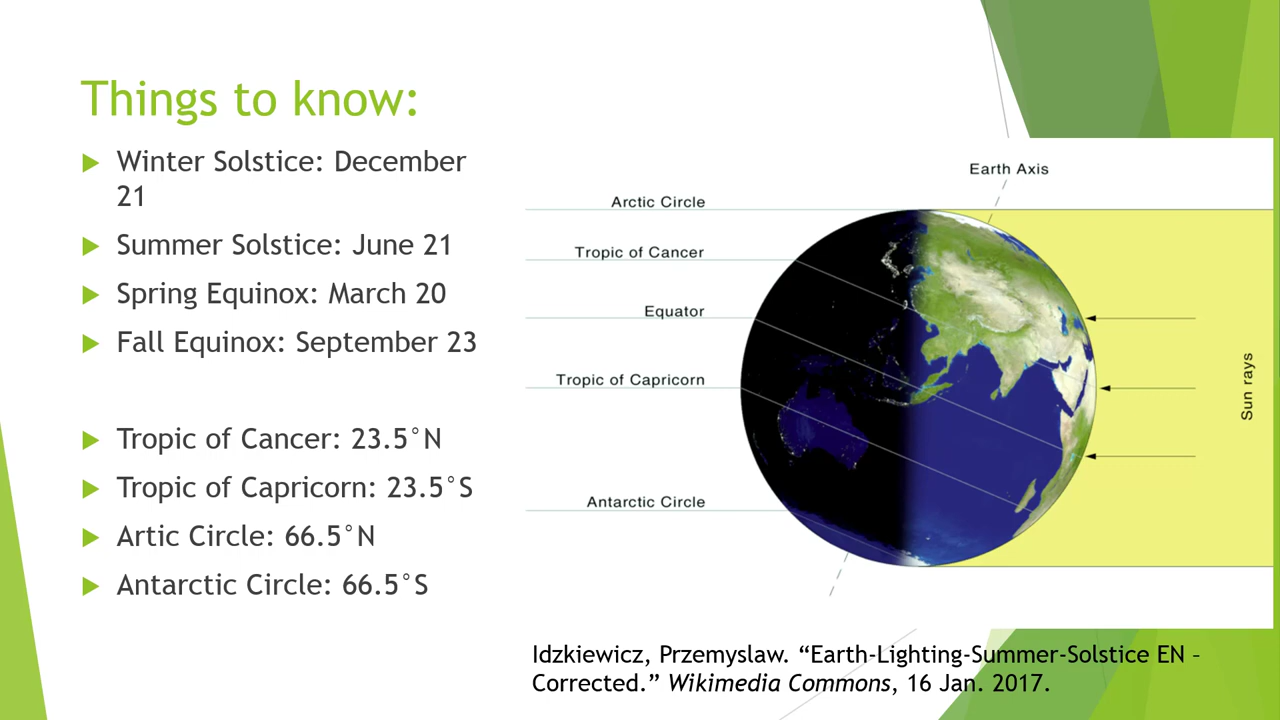 Things to know:
Winter Solstice: December
21
Summer Solstice: June 21
Spring Equinox: March 20
Fall Equinox: September 23
Tropic of Cancer: 23.5°N
Tropic of Capricorn: 23.5°S
Artic Circle: 66.5°N
Antarctic Circle: 66.5°S
Earth Axis
Arctic Circle
Tropic of Cancer
Equator
Tropic of Capricorn
Antarctic Circle
Sun rays
Idzkiewicz, Przemyslaw. “Earth-Lighting-Summer-Solstice EN –
Corrected.” Wikimedia Commons, 16 Jan. 2017.